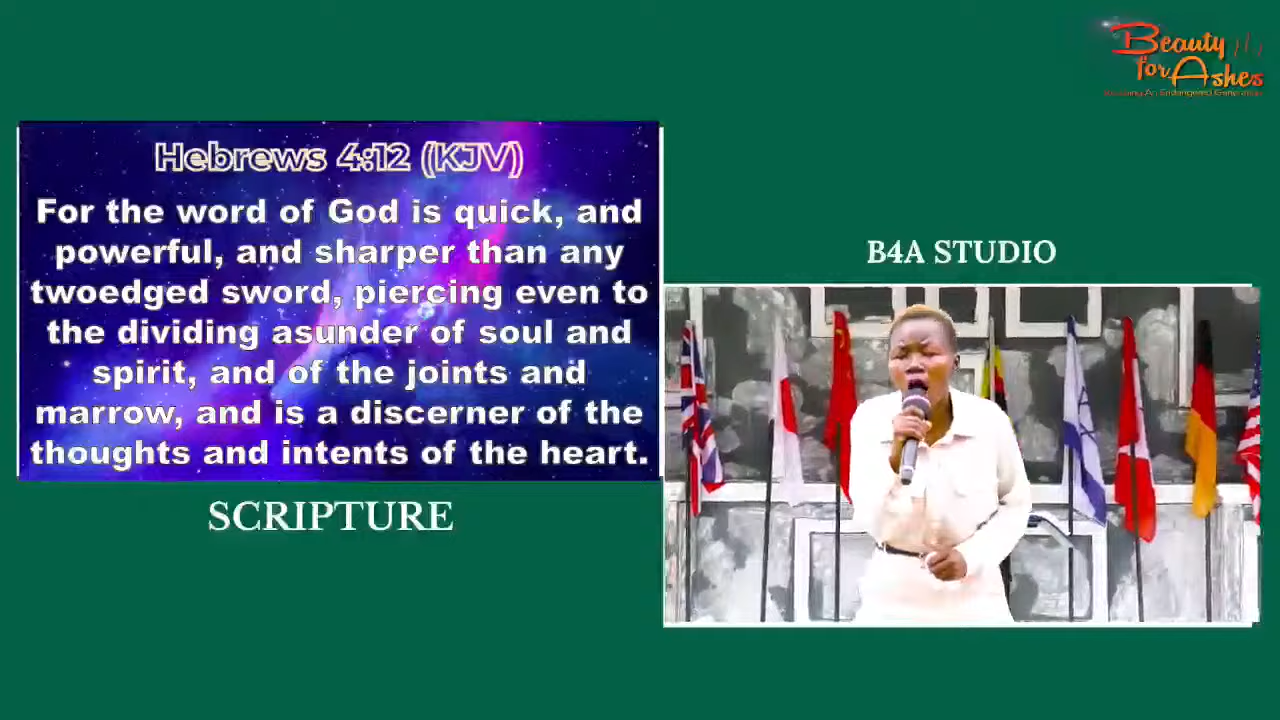 Beauty
for Ashes
Hebrews 4:12 (KJV)
For the word of God is quick, and
powerful, and sharper than any
twoedged sword, piercing even to
the dividing asunder of soul and
spirit, and of the joints and
marrow, and is a discerner of the
thoughts and intents of the heart.
SCRIPTURE
B4A STUDIO